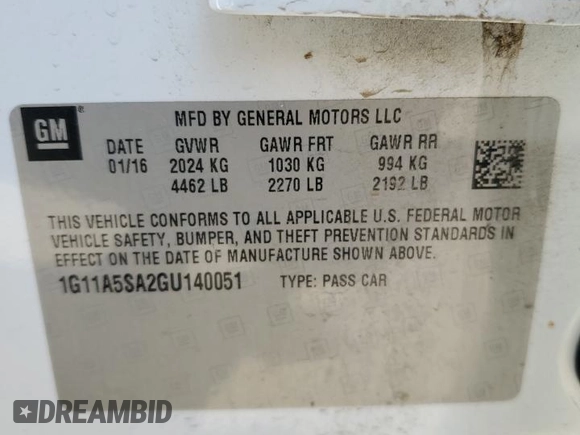 GM
MFD BY GENERAL MOTORS LLC
DATE GVWR GAWR FRT GAWR RR
01/16 2024 KG 1030 KG 994 KG
4462 LB 2270 LB 2192 LB
THIS VEHICLE CONFORMS TO ALL APPLICABLE U.S. FEDERAL MOTOR
VEHICLE SAFETY, BUMPER, AND THEFT PREVENTION STANDARDS IN
EFFECT ON THE DATE OF MANUFACTURE SHOWN ABOVE.
1G11A5SA2GU140051 TYPE: PASS CAR
DREAMBID